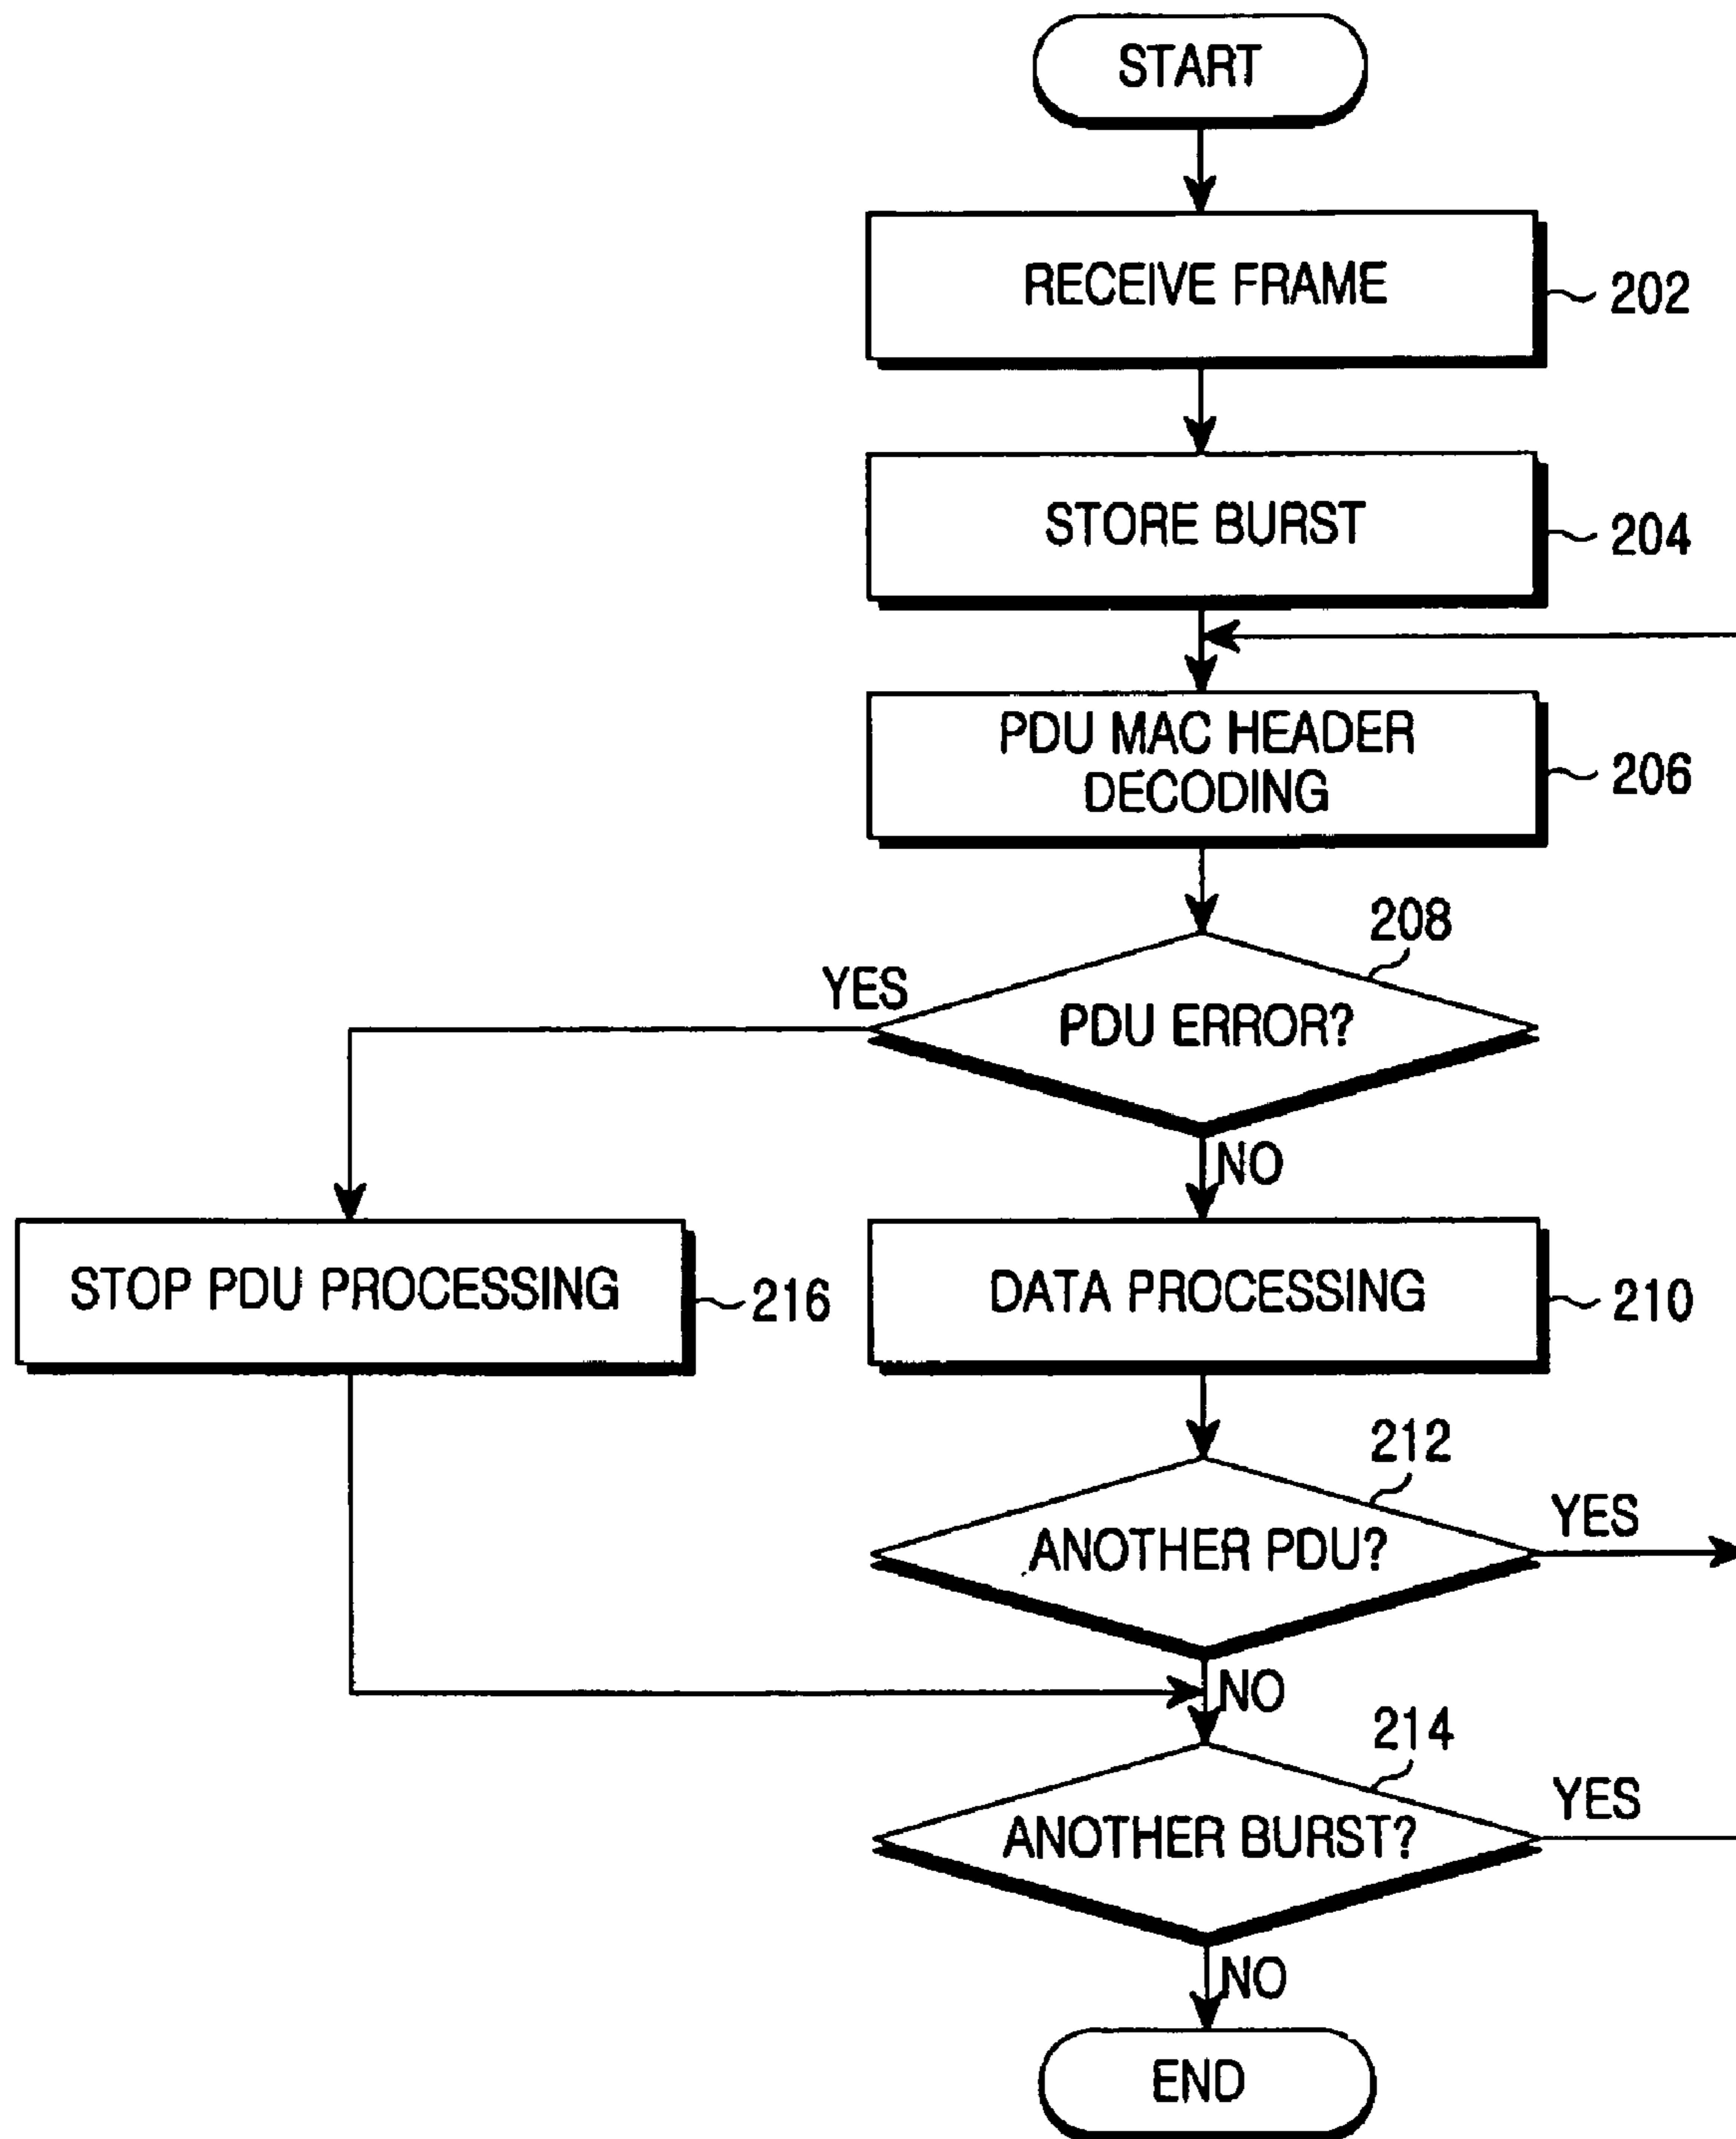 START
RECEIVE FRAME
202
STORE BURST
204
PDU MAC HEADER
DECODING
206
208
YES
PDU ERROR?
NO
STOP PDU PROCESSING
216
DATA PROCESSING
210
212
YES
ANOTHER PDU?
NO
214
YES
ANOTHER BURST?
NO
END